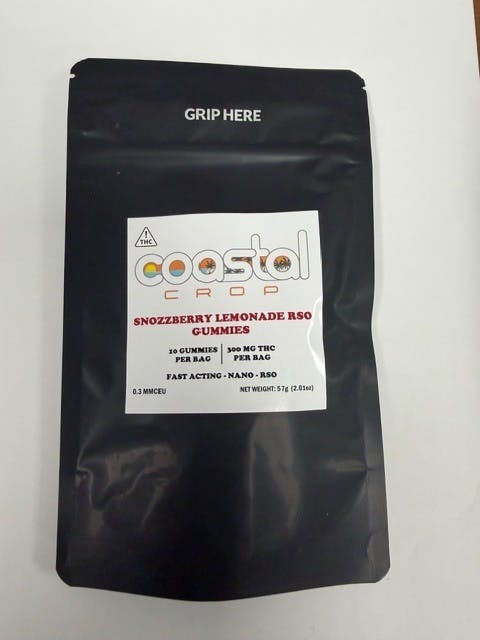 GRIP HERE
! THC
coastal
CROP
SNOZZBERRY LEMONADE RSO
GUMMIES
10 GUMMIES PER BAG | 300 MG THC PER BAG
FAST ACTING - NANO - RSO
0.3 MMCEU NET WEIGHT: 57g (2.01oz)